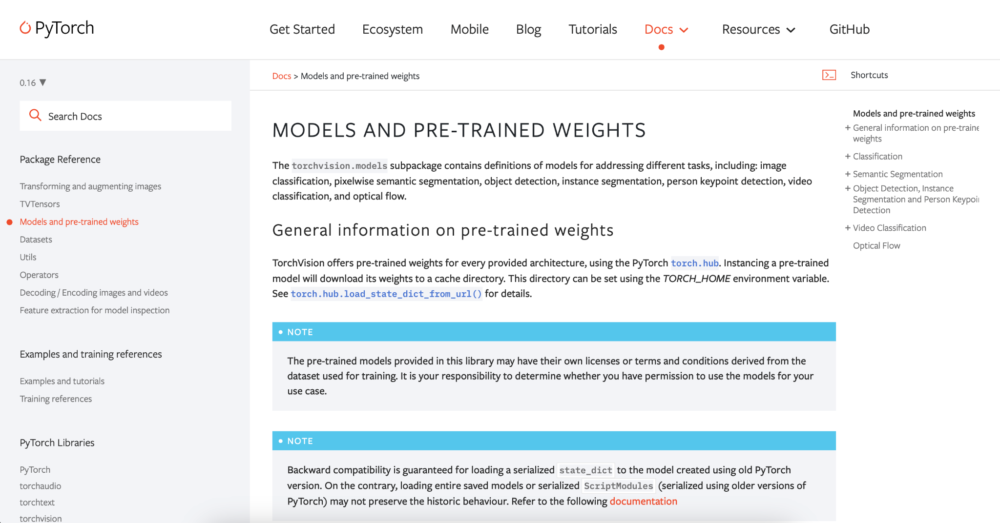 PyTorch
Get Started
Ecosystem
Mobile
Blog
Tutorials
Docs
Resources
GitHub
0.16 ▼
Search Docs
Package Reference
Transforming and augmenting images
TVTensors
Models and pre-trained weights
Datasets
Utils
Operators
Decoding / Encoding images and videos
Feature extraction for model inspection
Examples and training references
Examples and tutorials
Training references
PyTorch Libraries
PyTorch
torchaudio
torchtext
torchvision
Docs > Models and pre-trained weights
MODELS AND PRE-TRAINED WEIGHTS
The torchvision.models subpackage contains definitions of models for addressing different tasks, including: image
classification, pixelwise semantic segmentation, object detection, instance segmentation, person keypoint detection, video
classification, and optical flow.
General information on pre-trained weights
TorchVision offers pre-trained weights for every provided architecture, using the PyTorch torch.hub. Instancing a pre-trained
model will download its weights to a cache directory. This directory can be set using the TORCH_HOME environment variable.
See torch.hub.load_state_dict_from_url() for details.
NOTE
The pre-trained models provided in this library may have their own licenses or terms and conditions derived from the
dataset used for training. It is your responsibility to determine whether you have permission to use the models for your
use case.
NOTE
Backward compatibility is guaranteed for loading a serialized state_dict to the model created using old PyTorch
version. On the contrary, loading entire saved models or serialized ScriptModules (serialized using older versions of
PyTorch) may not preserve the historic behaviour. Refer to the following documentation
Shortcuts
Models and pre-trained weights
+ General information on pre-traine
weights
+ Classification
+ Semantic Segmentation
+ Object Detection, Instance
Segmentation and Person Keypoi
Detection
+ Video Classification
Optical Flow